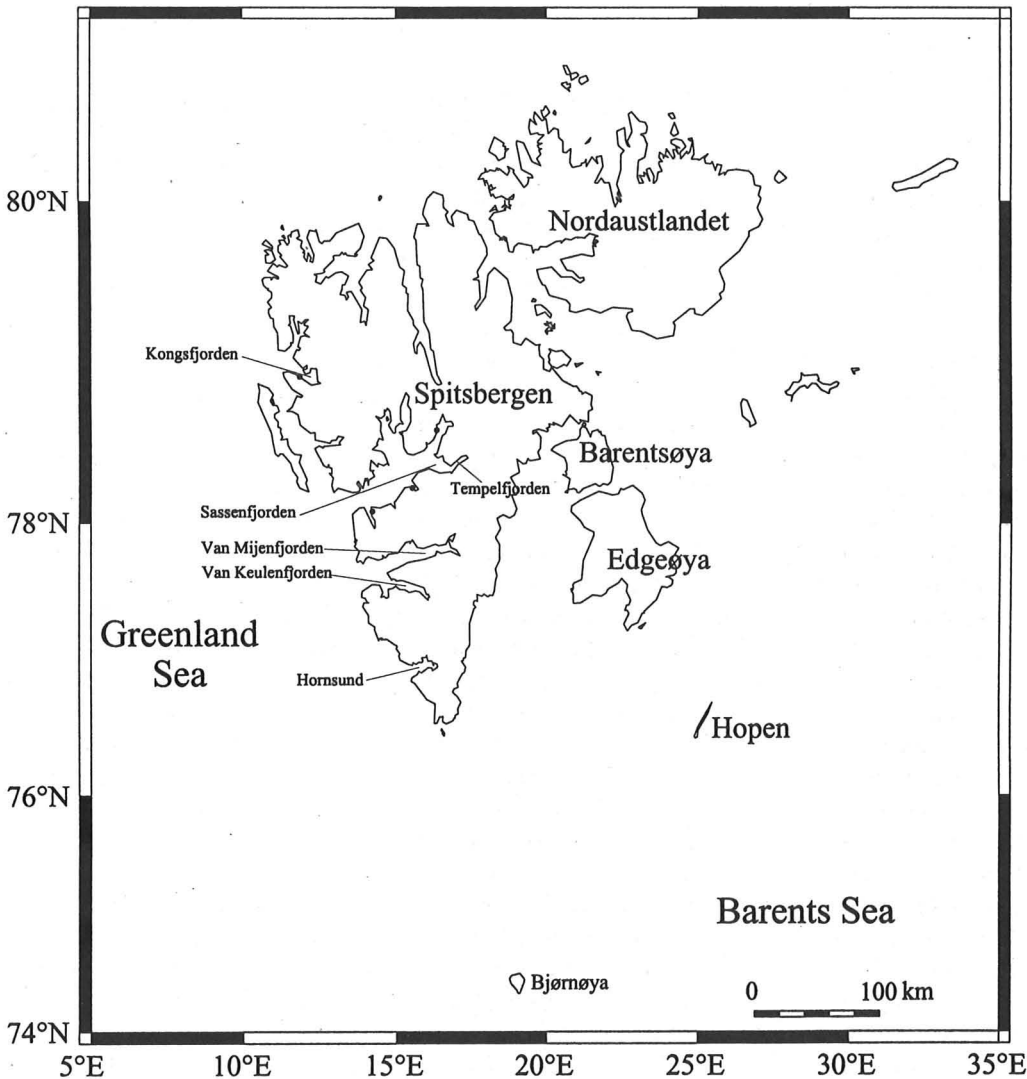 80°N
Nordaustlandet
Kongsfjorden
Spitsbergen
Barentsøya
Tempelfjorden
Sassenfjorden
78°N
Van Mijenfjorden
Edgeøya
Van Keulenfjorden
Greenland
Sea
Hornsund
Hopen
76°N
Barents Sea
Bjørnøya
0 100 km
74°N
5°E 10°E 15°E 20°E 25°E 30°E 35°E